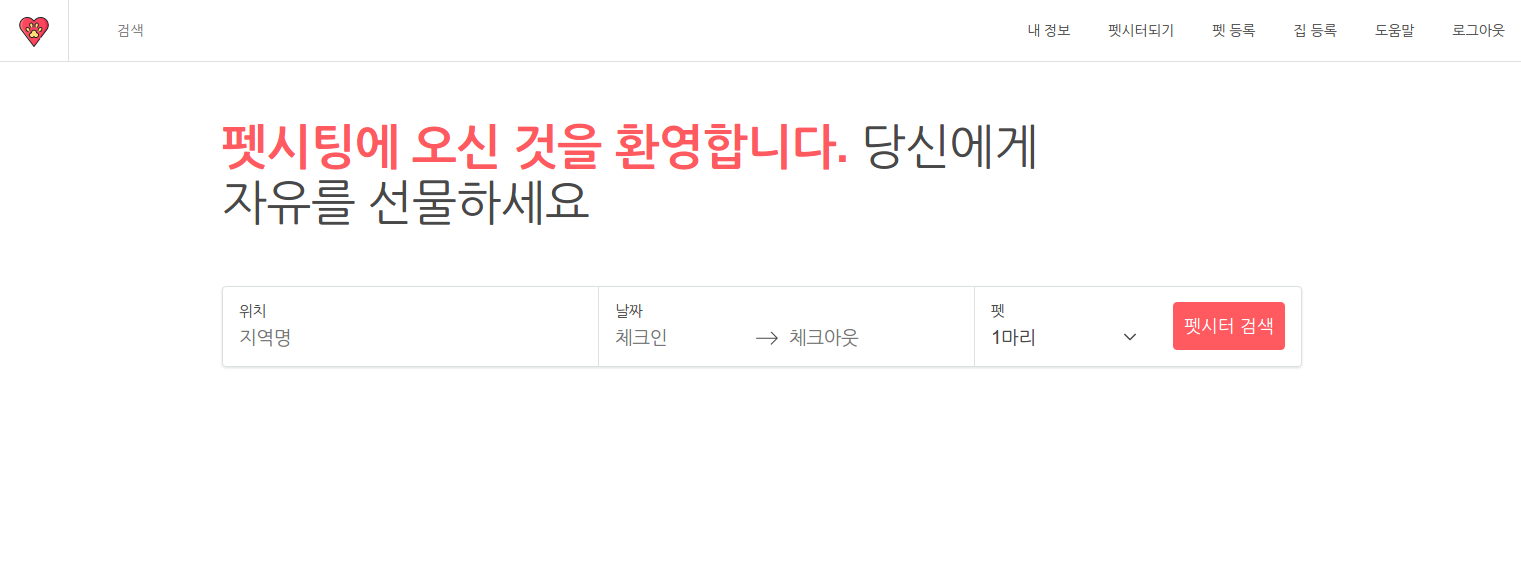 검색
내 정보
펫시터되기
펫 등록
집 등록
도움말
로그아웃
펫시팅에 오신 것을 환영합니다. 당신에게
자유를 선물하세요
위치
지역명
날짜
체크인
체크아웃
펫
1마리
펫시터 검색